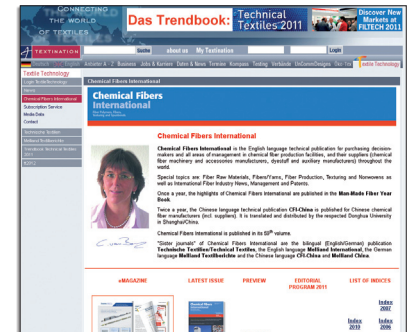 CONNECTING
THE WORLD
OF TEXTILES
Das Trendbook: Technical Textiles 2011
Discover New
Markets at
FILTECH 2011
TEXTINATION
Suche
about us My Textination
Login
Anbieter A - Z Business Jobs & Karriere Daten & News Termine Kompass Testing Verbände
Textile Technology
Textile Technology
Chemical Fibers International
News
Chemical Fibers International
Subscription Service
Media Data
Contact
Technische Textilien
Melliand Textilberichte
2011
Chemical Fibers
International
Chemical Fibers International
Chemical Fibers International is the English language technical publication for purchasing decision-
makers and all areas of management in chemical fiber production facilities, and their suppliers (chemical
fiber machinery and accessories manufacturers, dyestuff and auxiliary manufacturers) throughout the
world.
Special topics are: Fiber Raw Materials, Fibers/Yarns, Fiber Production, Texturing and Nonwovens as
well as International Fiber Industry News, Management and Patents.
Once a year, the highlights of Chemical Fibers International are published in the Man-Made Fiber Year
Book.
Twice a year, the Chinese language publication CFI-China is published for Chinese chemical
fiber manufacturers (incl. suppliers). It is translated and distributed by the respected Donghua University
in Shanghai/China.
Chemical Fibers International is published in its 60th volume.
"Sister journals" of Chemical Fibers International are the bilingual (English/German) publication
Technische Textilien/Technical Textiles, the English language Melliand International, the German
language Melliand Textilberichte and the Chinese language CFI-China and Melliand China.
eMAGAZINE
LATEST ISSUE
PREVIEW
EDITORIAL
PROGRAM 2011
LIST OF INDICES
Index
2007
Index
2010
Index
2006